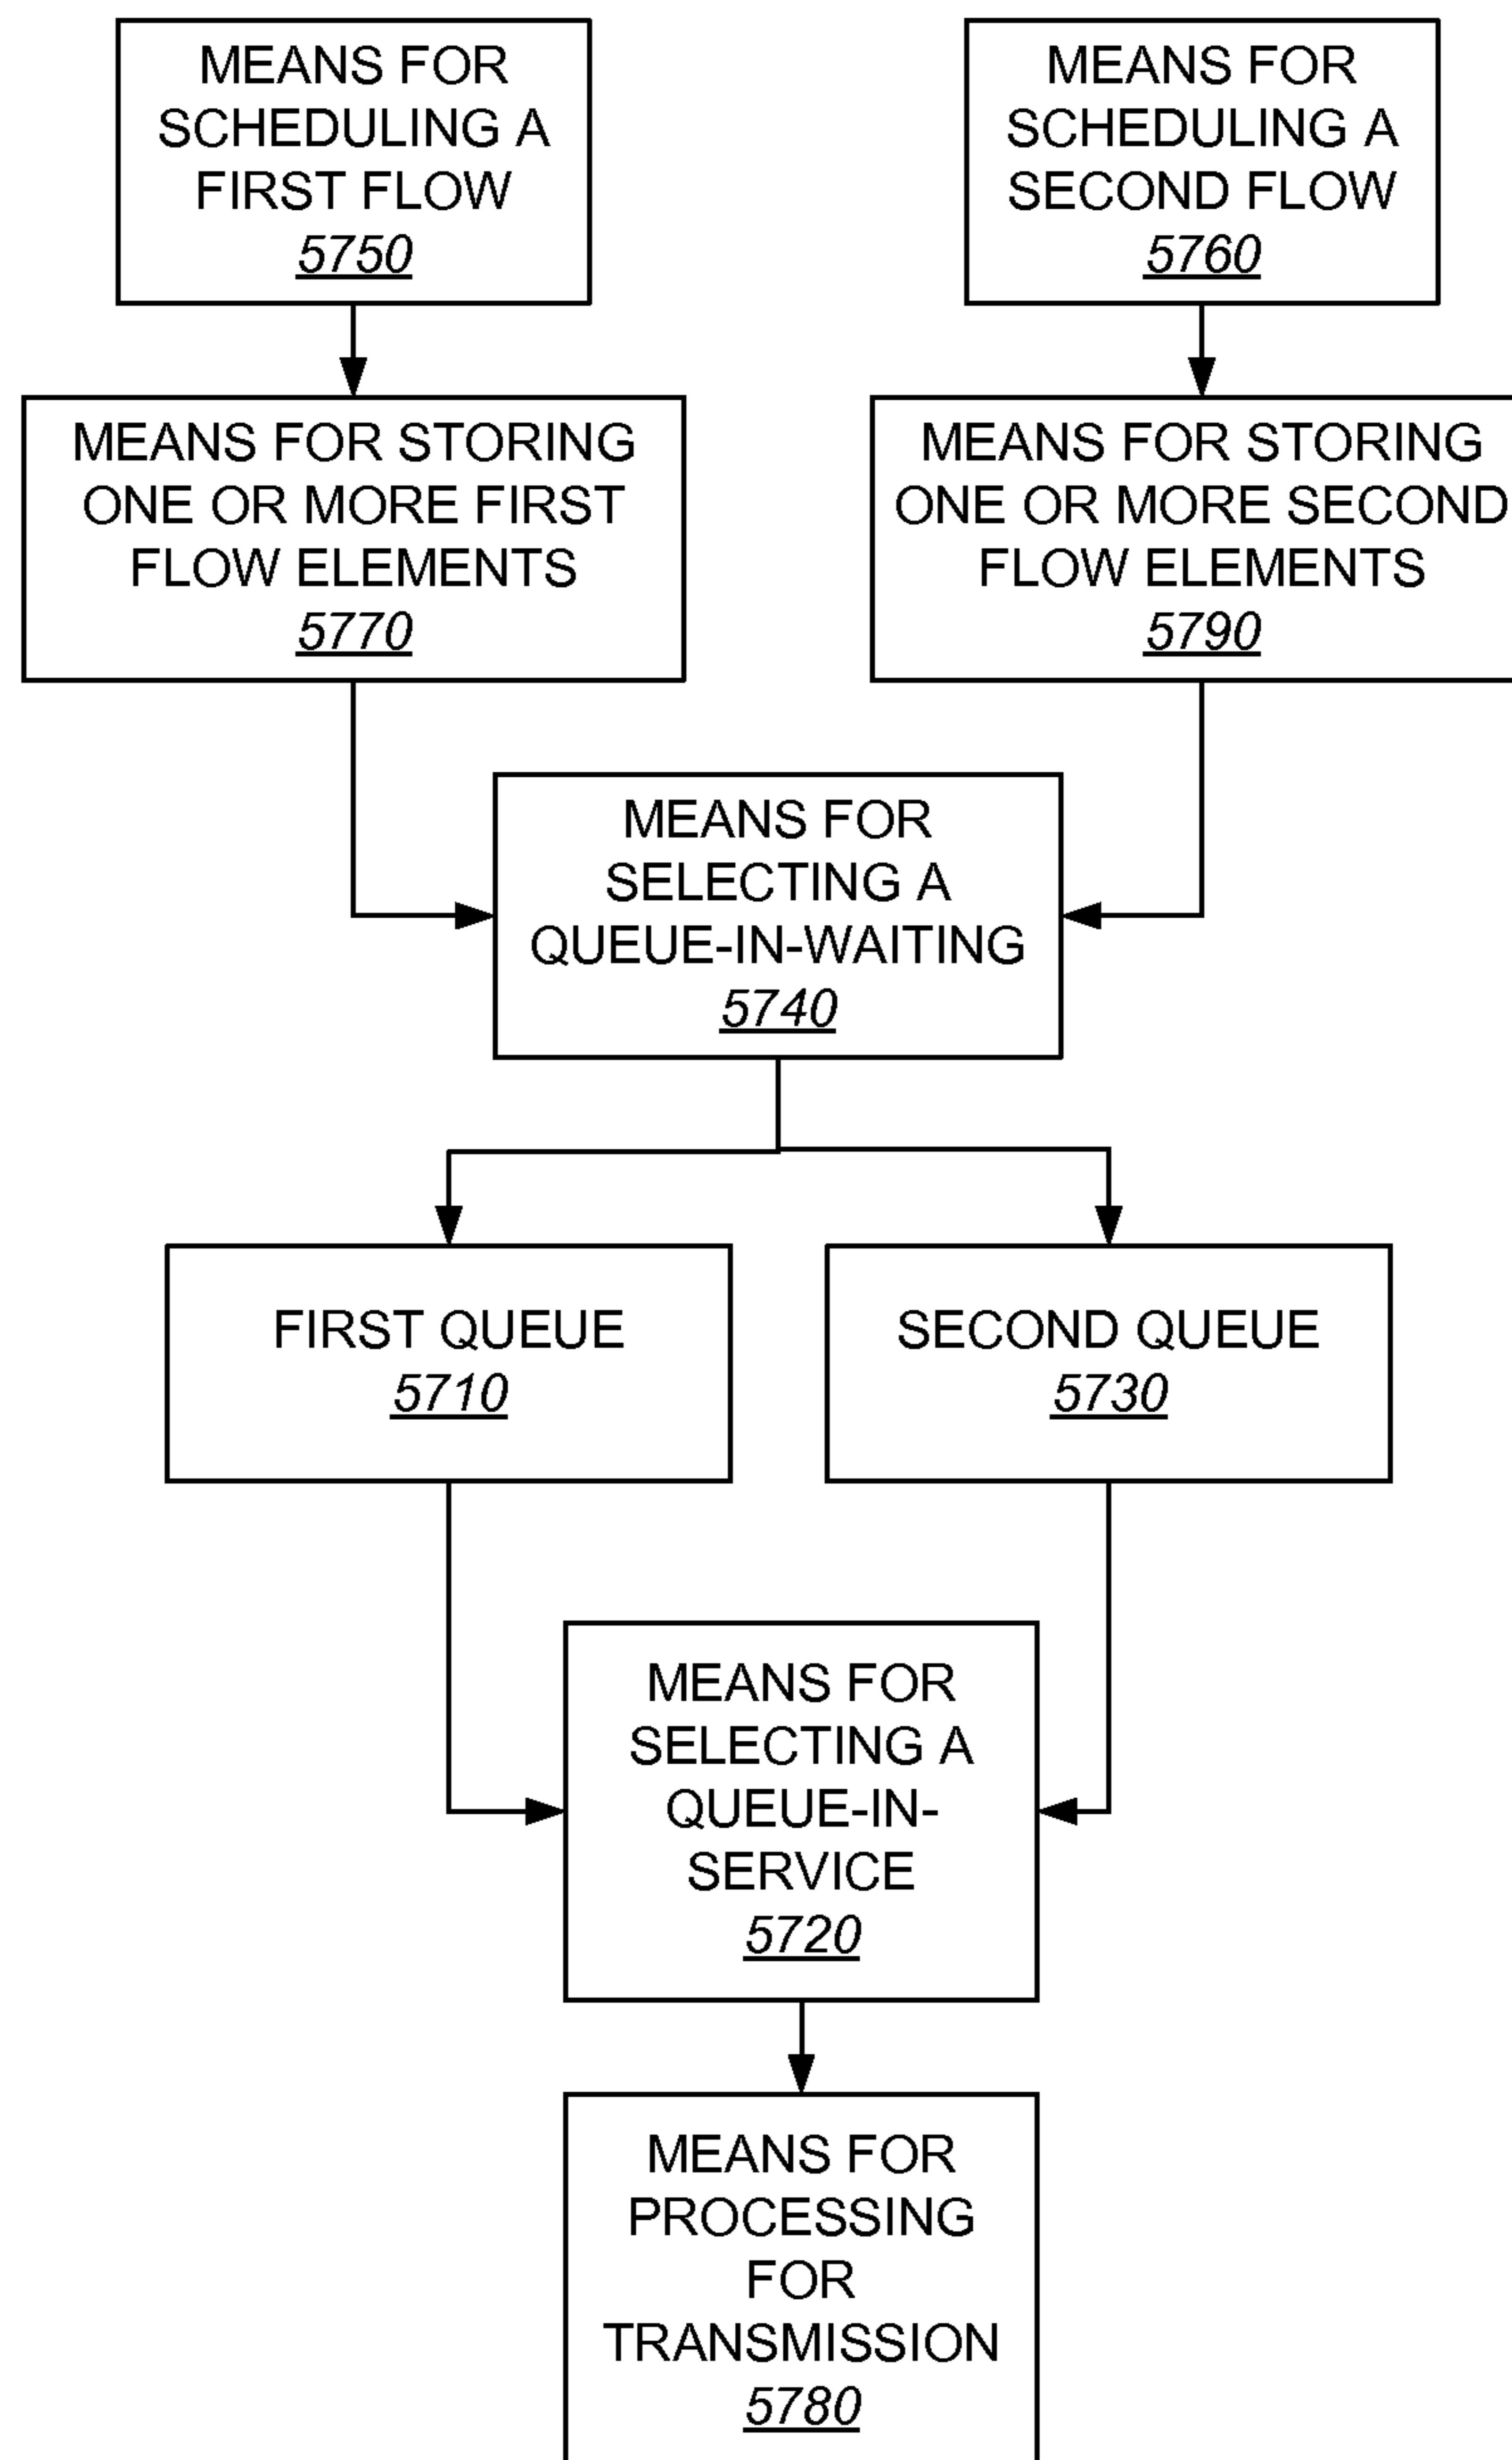 MEANS FOR
SCHEDULING A
FIRST FLOW
5750
MEANS FOR
SCHEDULING A
SECOND FLOW
5760
MEANS FOR STORING
ONE OR MORE FIRST
FLOW ELEMENTS
5770
MEANS FOR STORING
ONE OR MORE SECOND
FLOW ELEMENTS
5790
MEANS FOR
SELECTING A
QUEUE-IN-WAITING
5740
FIRST QUEUE
5710
SECOND QUEUE
5730
MEANS FOR
SELECTING A
QUEUE-IN-
SERVICE
5720
MEANS FOR
PROCESSING
FOR
TRANSMISSION
5780